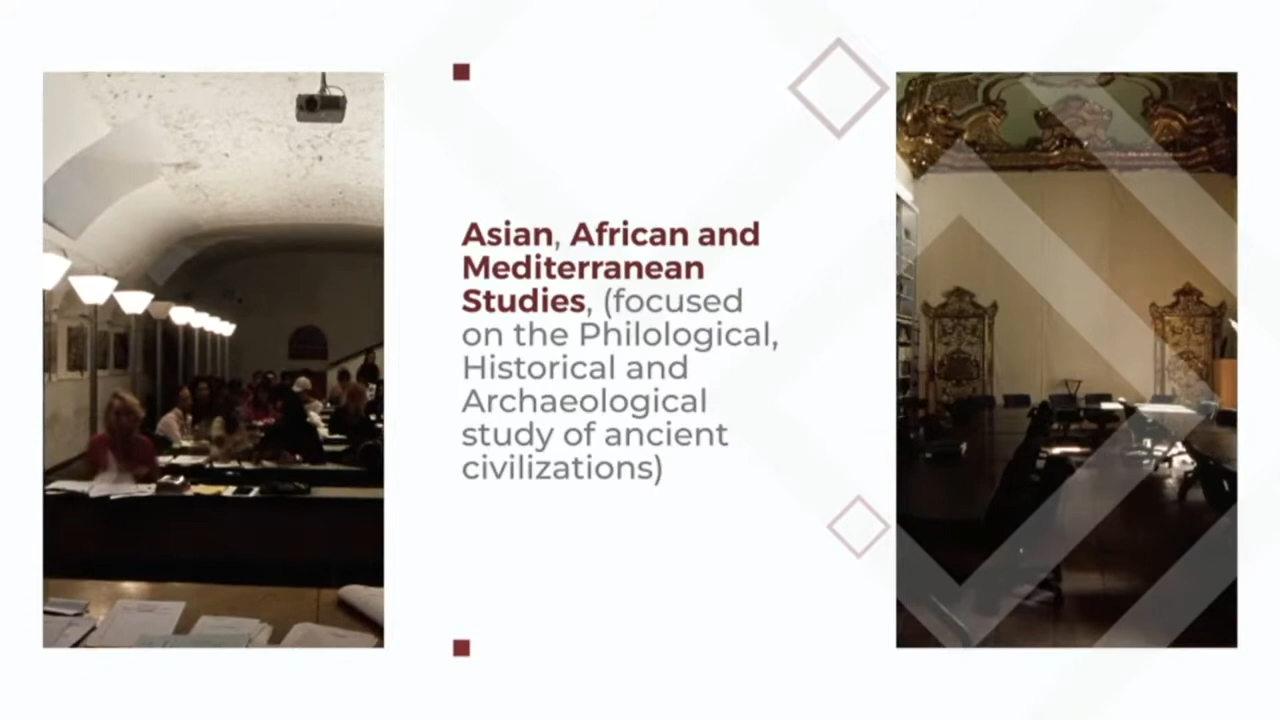 Asian, African and
Mediterranean
Studies, (focused
on the Philological,
Historical and
Archaeological
study of ancient
civilizations)